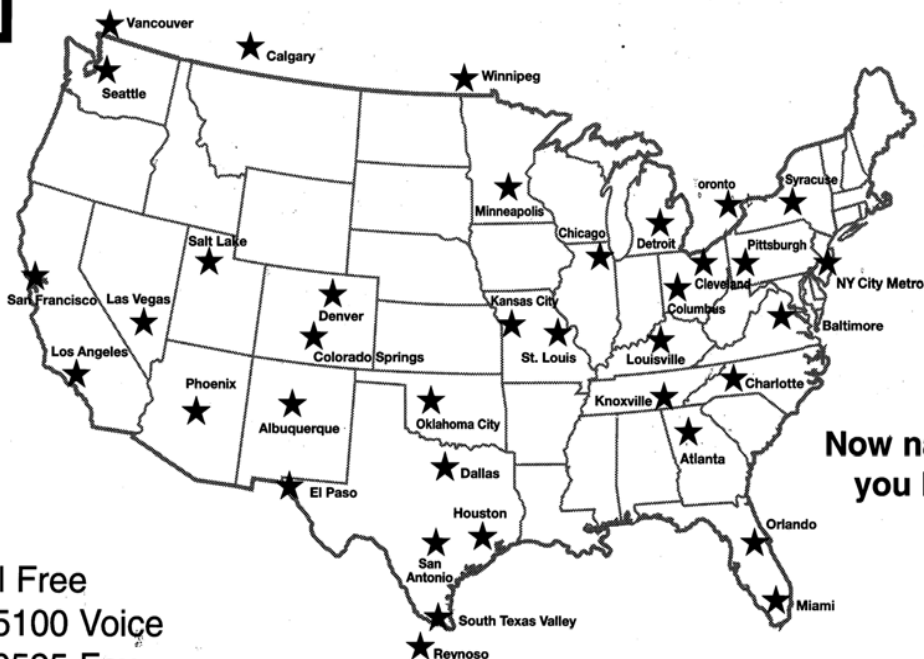 Vancouver
Calgary
Winnipeg
Seattle
Minneapolis
oronto
Syracuse
Chicago
Detroit
Pittsburgh
Salt Lake
Cleveland
NY City Metro
San Francisco
Las Vegas
Denver
Kansas City
Columbus
Baltimore
Colorado Springs
St. Louis
Louisville
Los Angeles
Phoenix
Charlotte
Knoxville
Albuquerque
Oklahoma City
Atlanta
Now na
you l
Dallas
El Paso
Houston
Orlando
San
Antonio
l Free
5100 Voice
Miami
South Texas Valley
Reynoso